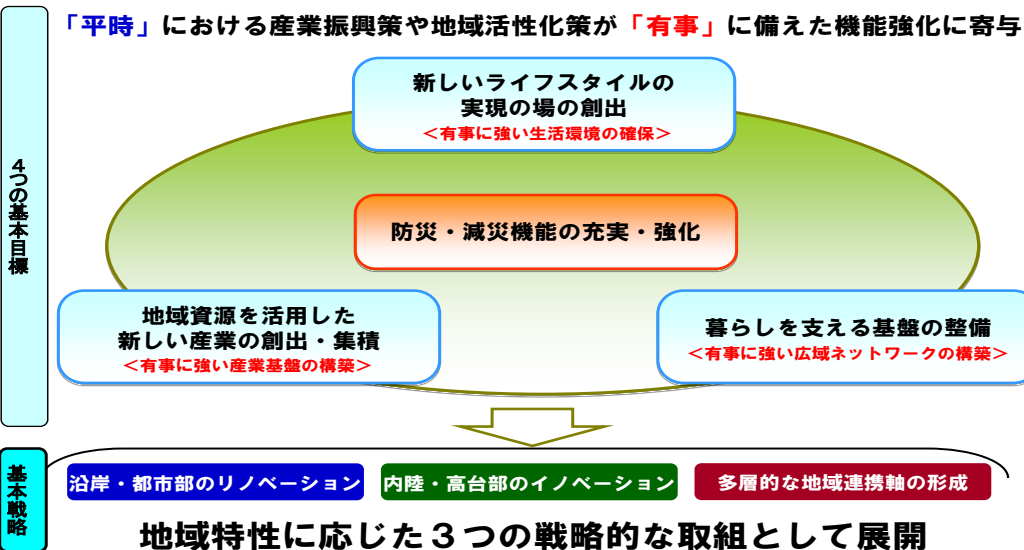 「平時」における産業振興策や地域活性化策が「有事」に備えた機能強化に寄与
4つの基本目標
新しいライフスタイルの
実現の場の創出
＜有事に強い生活環境の確保＞
防災・減災機能の充実・強化
地域資源を活用した
新しい産業の創出・集積
＜有事に強い産業基盤の構築＞
暮らしを支える基盤の整備
＜有事に強い広域ネットワークの構築＞
基本戦略
沿岸・都市部のリノベーション
内陸・高台部のイノベーション
多層的な地域連携軸の形成
地域特性に応じた３つの戦略的な取組として展開